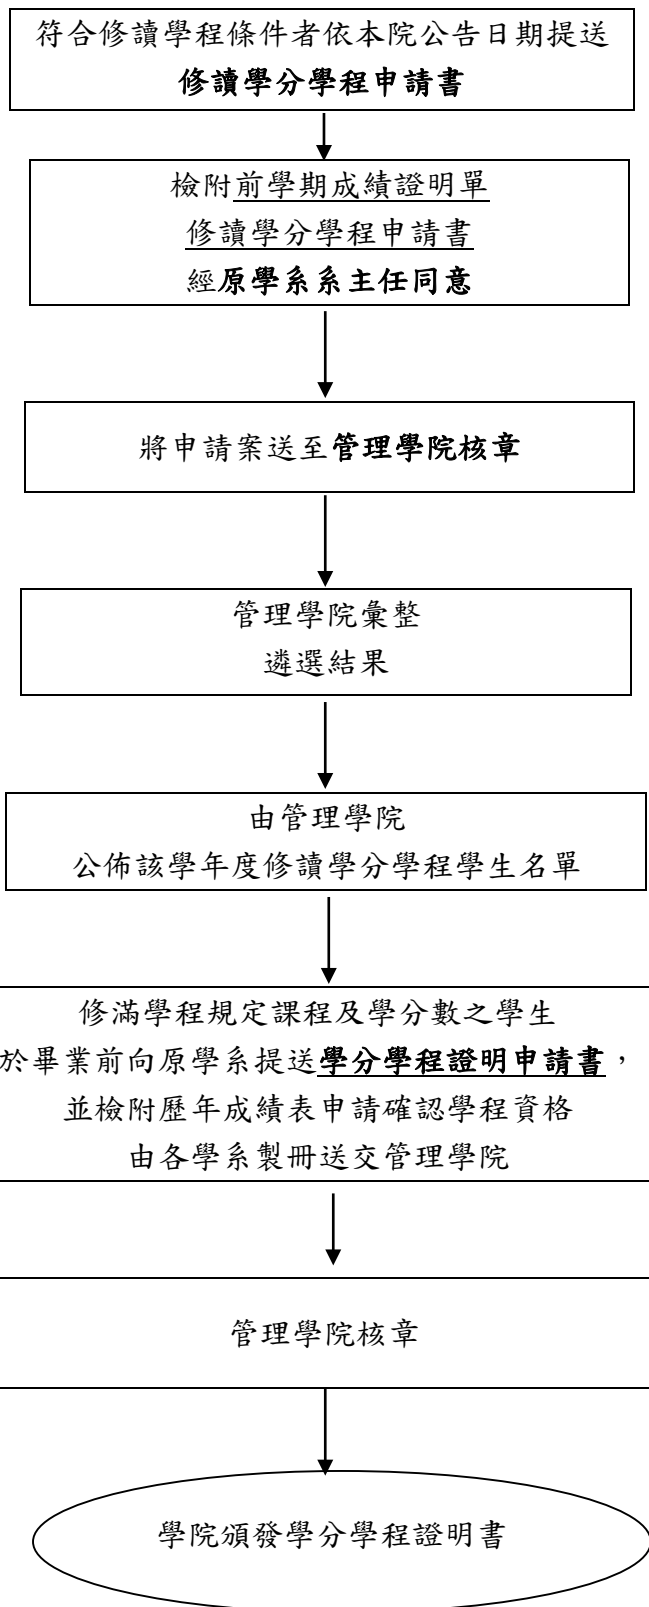 符合修讀學程條件者依本院公告日期提送
修讀學分學程申請書
檢附前學期成績證明單
修讀學分學程申請書
經原學系系主任同意
將申請案送至管理學院核章
管理學院彙整
遴選結果
由管理學院
公佈該學年度修讀學分學程學生名單
修滿學程規定課程及學分數之學生
於畢業前向原學系提送學分學程證明申請書，
並檢附歷年成績表申請確認學程資格
由各學系製冊送交管理學院
管理學院核章
學院頒發學分學程證明書